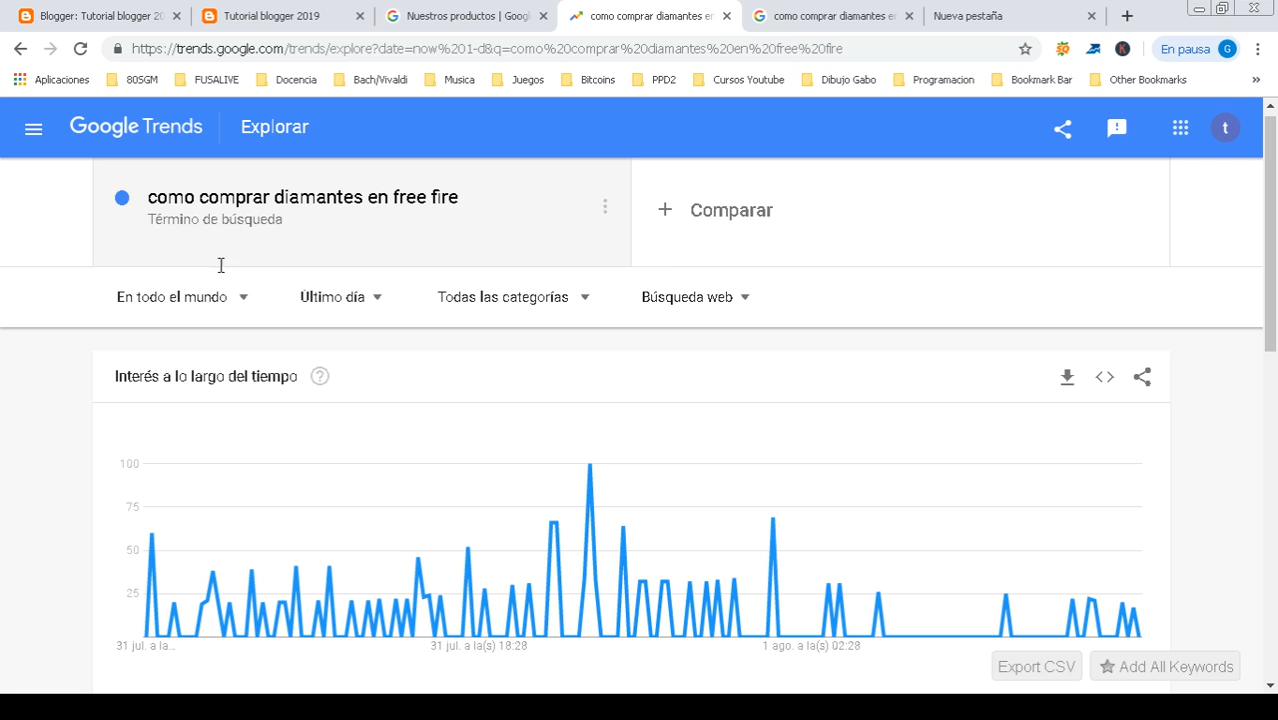 Blogger: Tutorial blogger 20
Tutorial blogger 2019
Nuestros productos | Googl
como comprar diamantes en
como comprar diamantes en
Nueva pestaña
https://trends.google.com/trends/explore?date=now%201-d&q=como%20comprar%20diamantes%20en%20free%20fire
En pausa
G
Aplicaciones
80SGM
FUSALIVE
Docencia
Bach/Vivaldi
Musica
Juegos
Bitcoins
PPD2
Cursos Youtube
Dibujo Gabo
Programacion
Bookmark Bar
Other Bookmarks
»
Google Trends
Explorar
t
como comprar diamantes en free fire
Término de búsqueda
+ Comparar
En todo el mundo
Último día
Todas las categorías
Búsqueda web
Interés a lo largo del tiempo
?
100
75
50
25
31 jul. a la...
31 jul. a la(s) 18:28
1 ago. a la(s) 02:28
Export CSV
Add All Keywords